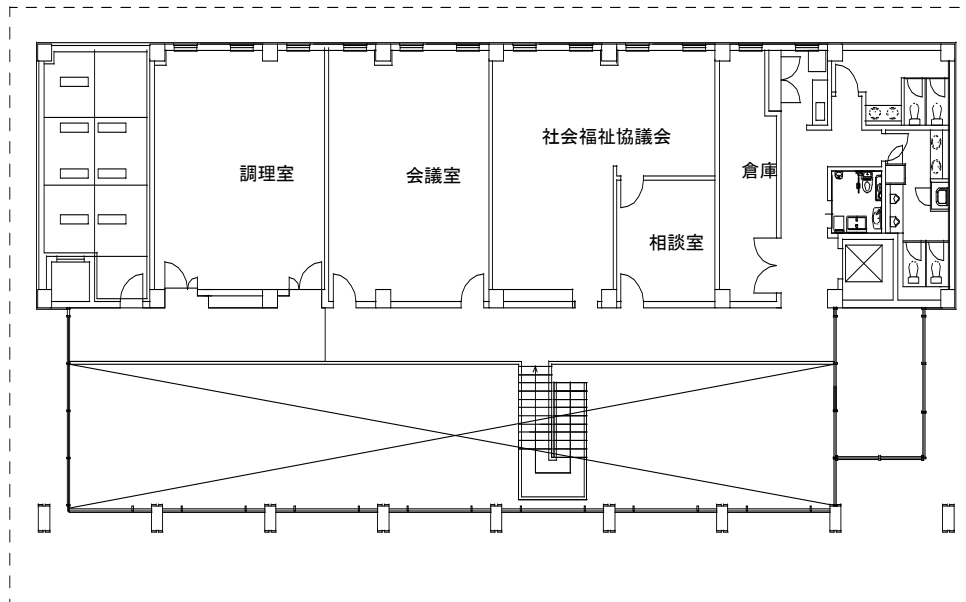 社会福祉協議会
調理室
会議室
倉庫
相談室